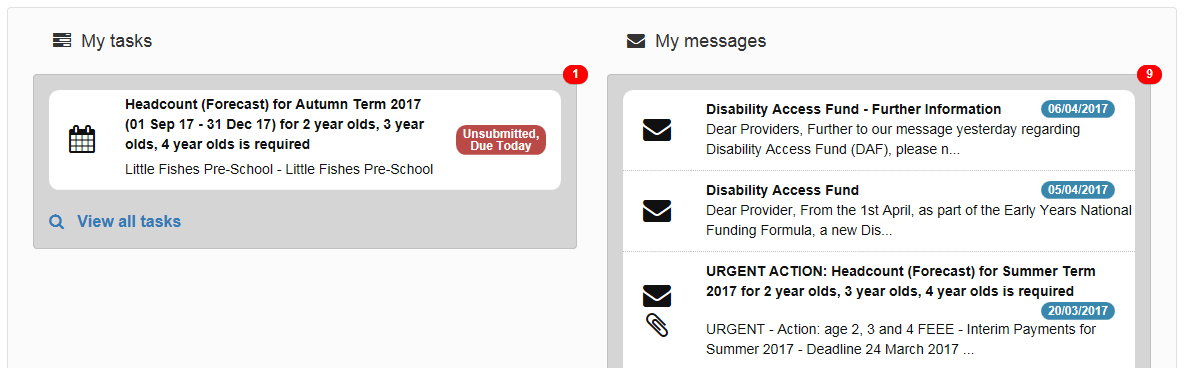 My tasks
1
Headcount (Forecast) for Autumn Term 2017
(01 Sep 17 - 31 Dec 17) for 2 year olds, 3 year
olds, 4 year olds is required
Unsubmitted,
Due Today
Little Fishes Pre-School - Little Fishes Pre-School
View all tasks
My messages
9
Disability Access Fund - Further Information
06/04/2017
Dear Providers, Further to our message yesterday regarding
Disability Access Fund (DAF), please n...
Disability Access Fund
05/04/2017
Dear Provider, From the 1st April, as part of the Early Years National
Funding Formula, a new Dis...
URGENT ACTION: Headcount (Forecast) for Summer Term
2017 for 2 year olds, 3 year olds, 4 year olds is required
20/03/2017
URGENT - Action: age 2, 3 and 4 FEEE - Interim Payments for
Summer 2017 - Deadline 24 March 2017 ...